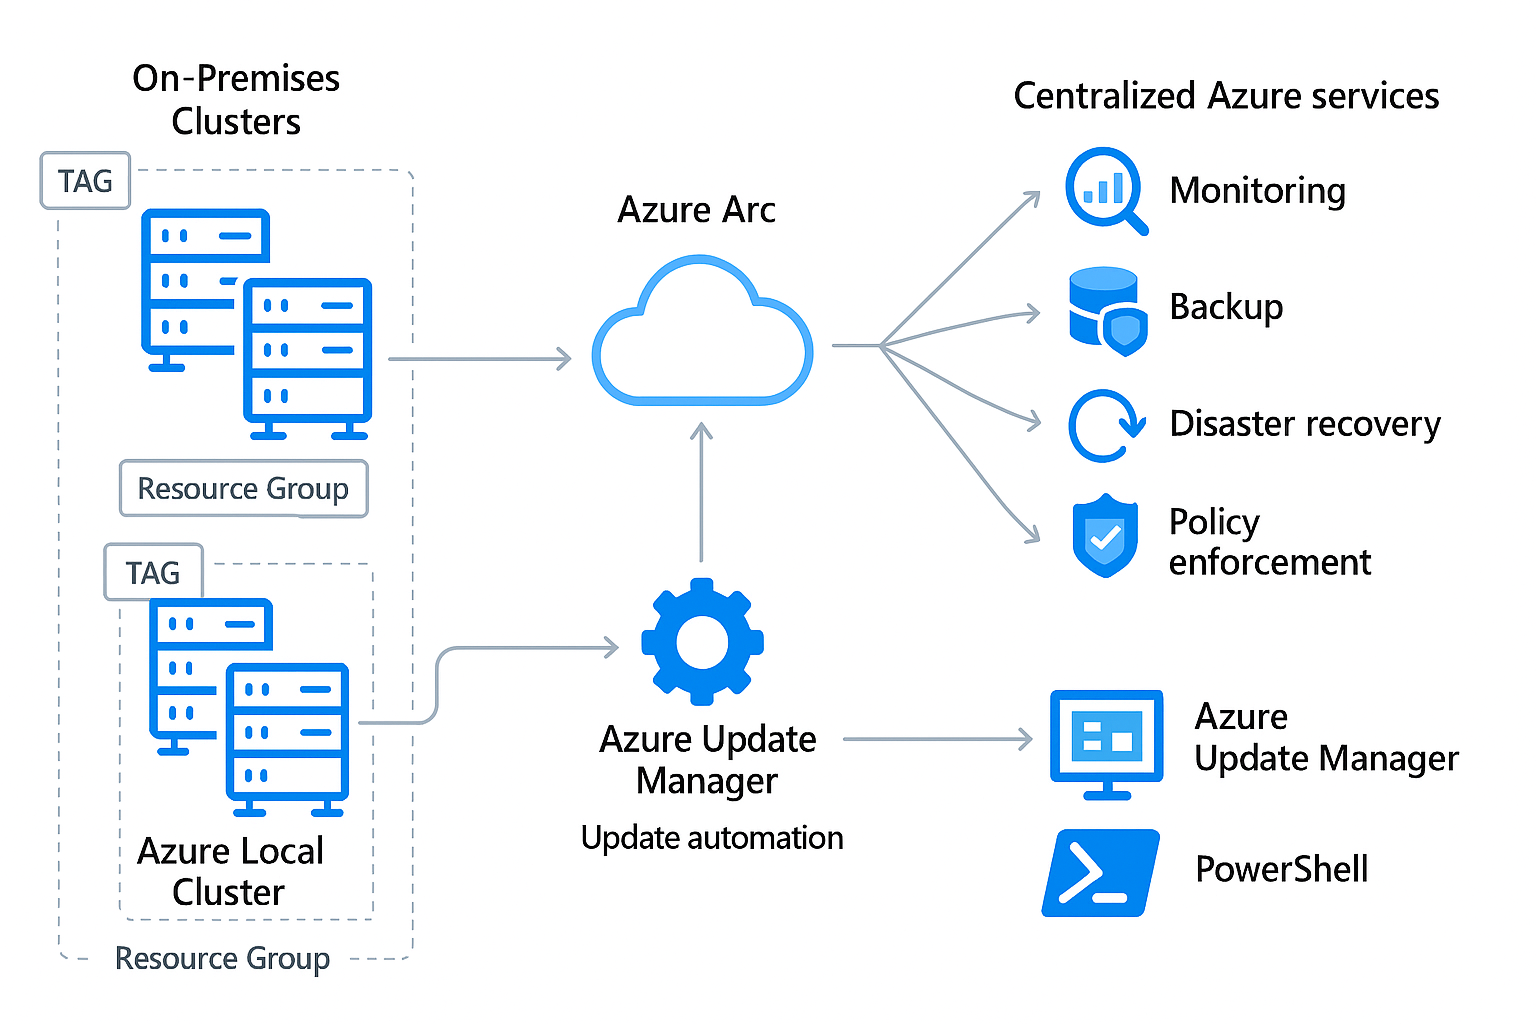 On-Premises
Clusters
TAG
Resource Group
TAG
Azure Local
Cluster
Resource Group
Azure Arc
Azure Update
Manager
Update automation
Centralized Azure services
Monitoring
Backup
Disaster recovery
Policy
enforcement
Azure
Update Manager
PowerShell